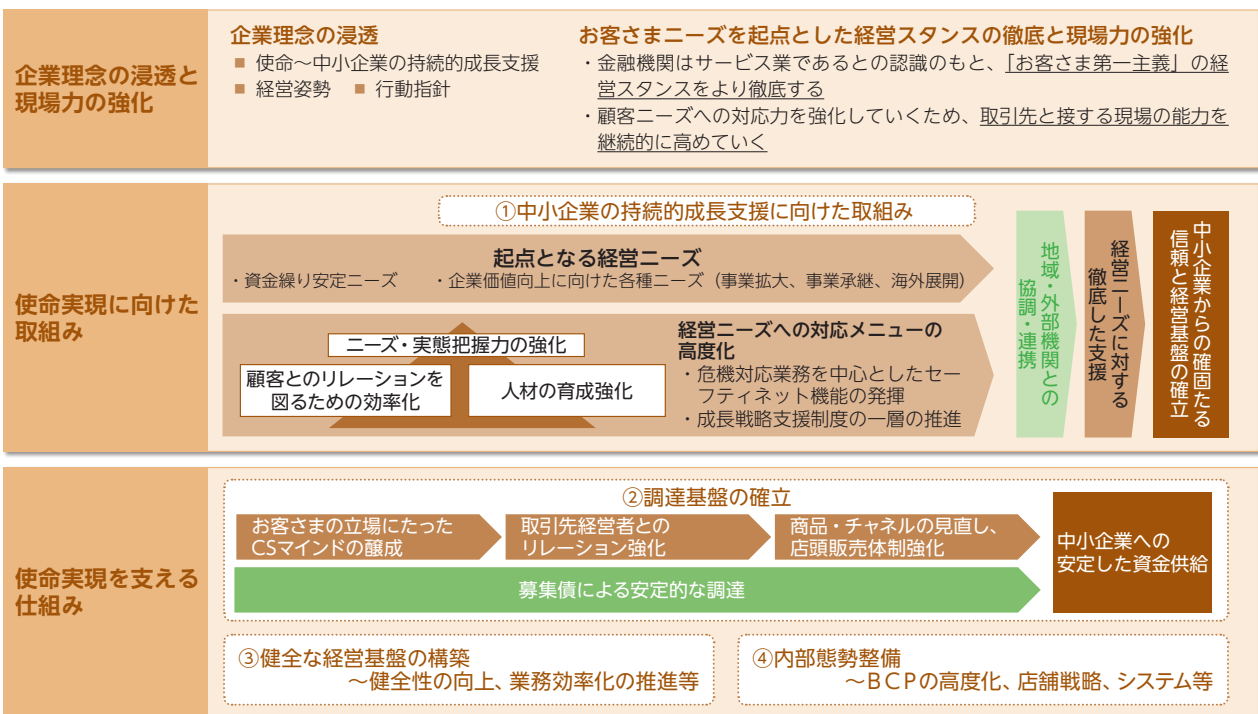 企業理念の浸透と
現場力の強化
企業理念の浸透
■ 使命～中小企業の持続的成長支援
■ 経営姿勢 ■ 行動指針
お客さまニーズを起点とした経営スタンスの徹底と現場力の強化
・金融機関はサービス業であるとの認識のもと、「お客さま第一主義」の経
営スタンスをより徹底する
・顧客ニーズへの対応力を強化していくため、取引先と接する現場の能力を
継続的に高めていく
使命実現に向けた
取組み
①中小企業の持続的成長支援に向けた取組み
起点となる経営ニーズ
・資金繰り安定ニーズ ・企業価値向上に向けた各種ニーズ（事業拡大、事業承継、海外展開）
ニーズ・実態把握力の強化
顧客とのリレーションを
図るための効率化
人材の育成強化
経営ニーズへの対応メニューの
高度化
・危機対応業務を中心としたセー
フティネット機能の発揮
・成長戦略支援制度の一層の推進
地域・外部機関との
協調・連携
経営ニーズに対する
徹底した支援
中小企業からの確固たる
信頼と経営基盤の確立
使命実現を支える
仕組み
②調達基盤の確立
お客さまの立場にたった
CSマインドの醸成
取引先経営者との
リレーション強化
商品・チャネルの見直し、
店頭販売体制強化
募集債による安定的な調達
中小企業への
安定した資金供給
③健全な経営基盤の構築
～健全性の向上、業務効率化の推進等
④内部態勢整備
～ＢＣＰの高度化、店舗戦略、システム等